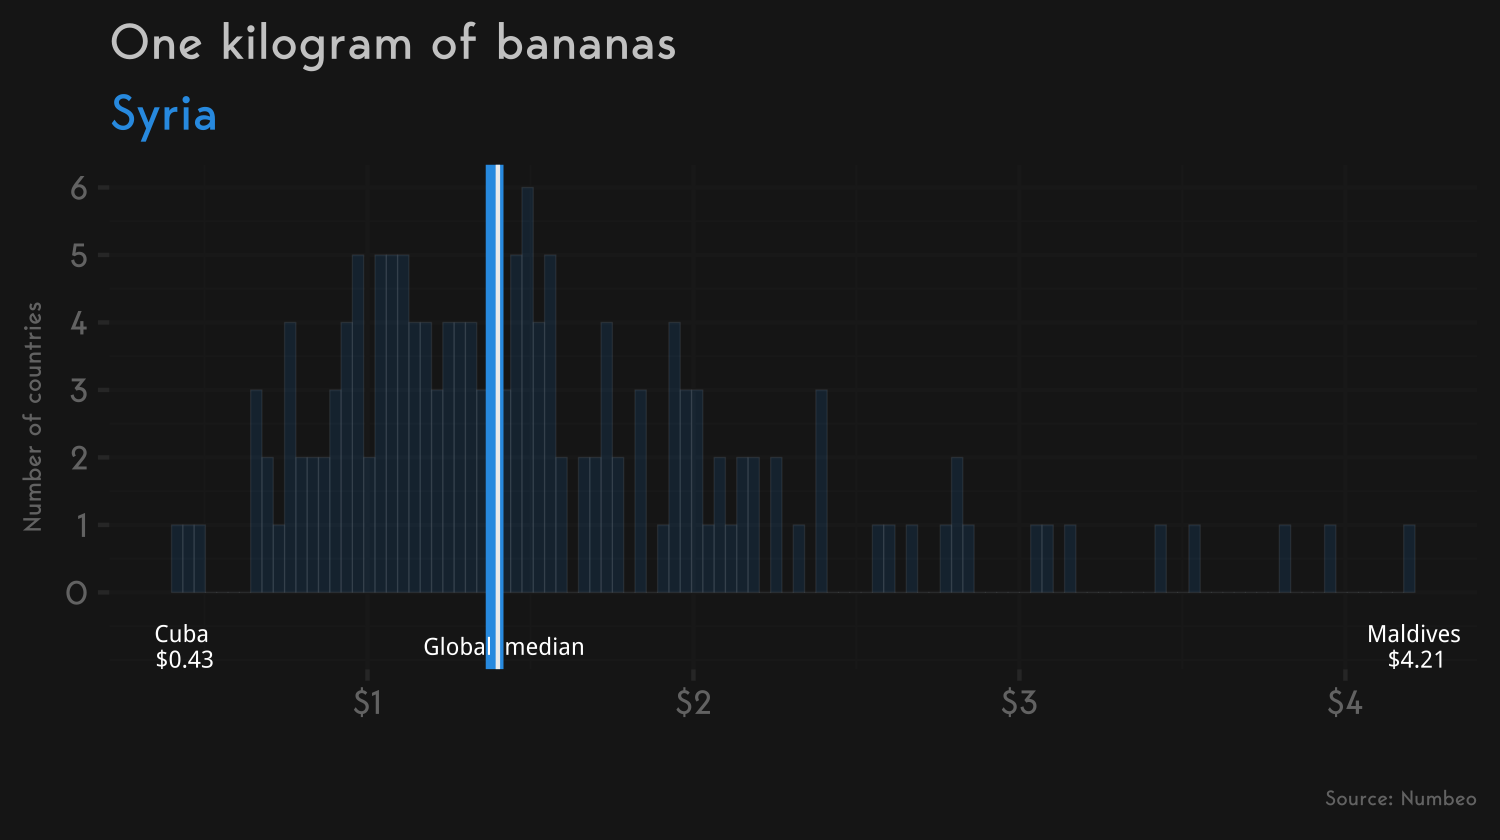 One kilogram of bananas
Syria
Number of countries
6
5
4
3
2
1
0
Cuba
$0.43
Global median
Maldives
$4.21
$1 $2 $3 $4
Source: Numbeo